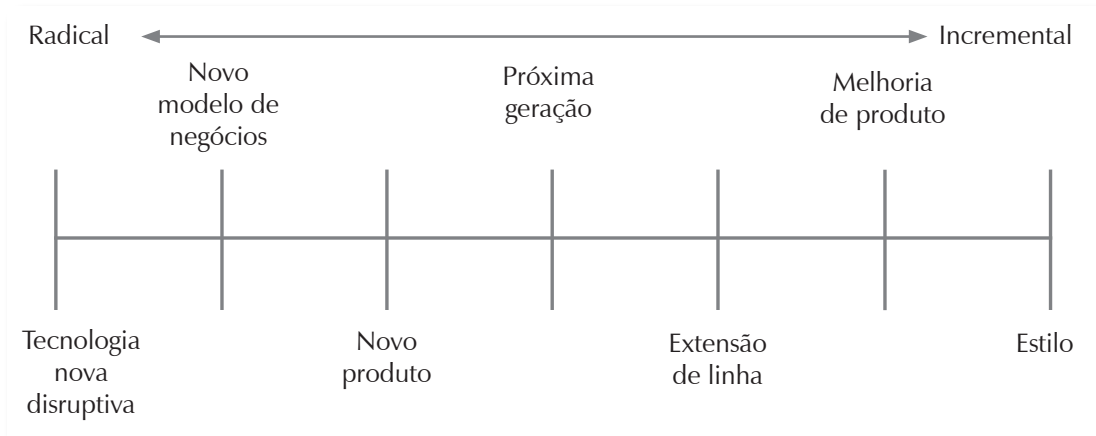 Radical
Incremental
Novo
modelo de
negócios
Próxima
geração
Melhoria
de produto
Tecnologia
nova
disruptiva
Novo
produto
Extensão
de linha
Estilo